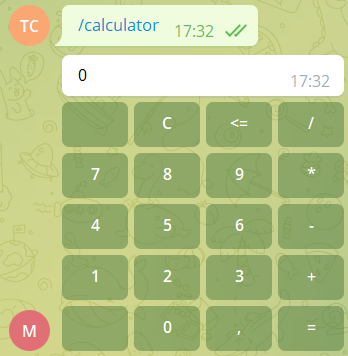 TC
/calculator 17:32
0
17:32
C <= /
7 8 9 *
4 5 6 -
1 2 3 +
M
0 , =